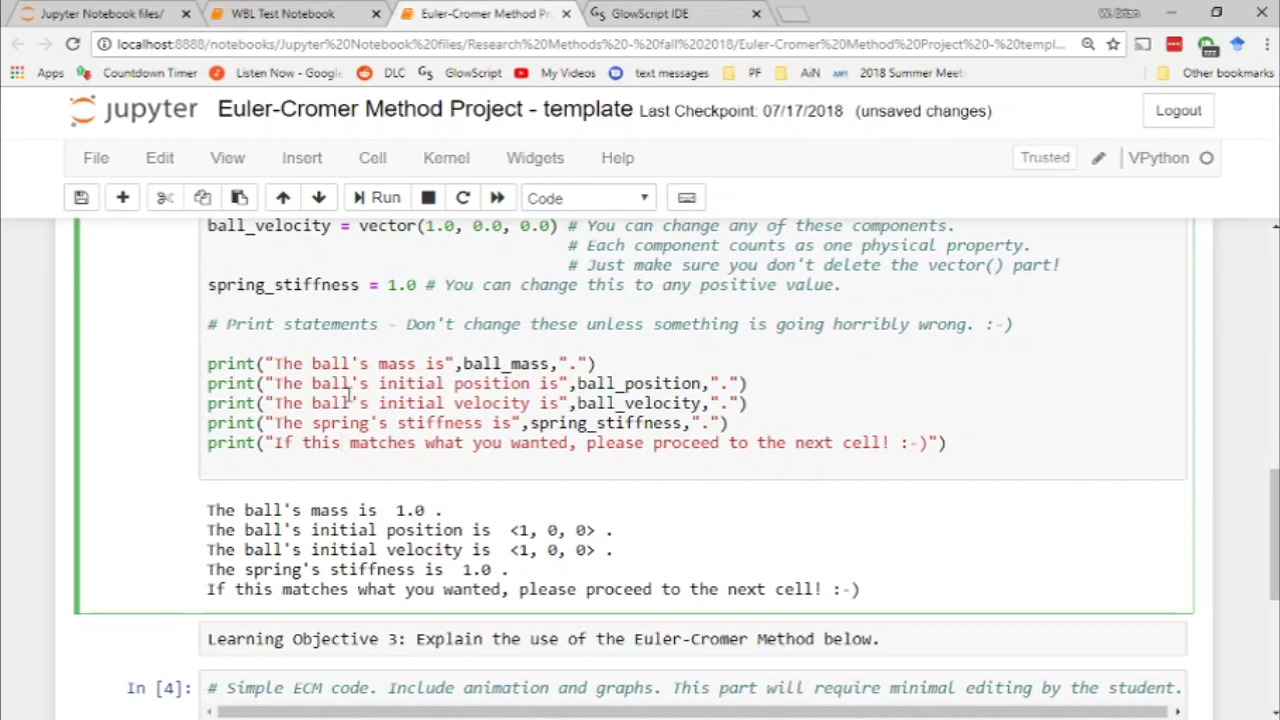 Jupyter Notebook files/
WBL Test Notebook
Euler-Cromer Method Pr
GlowScript IDE
localhost:8888/notebooks/Jupyter%20Notebook%20files/Research%20Methods%20-%20fall%202018/Euler-Cromer%20Method%20Project%20-%20templ...
Apps
Countdown Timer
Listen Now - Google
DLC
GlowScript
My Videos
text messages
PF
AiN
2018 Summer Meet
Other bookmarks
jupyter
Euler-Cromer Method Project - template Last Checkpoint: 07/17/2018 (unsaved changes)
Logout
File Edit View Insert Cell Kernel Widgets Help
Trusted
VPython
Run
Code
ball_velocity = vector(1.0, 0.0, 0.0) # You can change any of these components.
# Each component counts as one physical property.
# Just make sure you don't delete the vector() part!
spring_stiffness = 1.0 # You can change this to any positive value.
# Print statements - Don't change these unless something is going horribly wrong. :-)
print("The ball's mass is",ball_mass,".")
print("The ball's initial position is",ball_position,".")
print("The ball's initial velocity is",ball_velocity,".")
print("The spring's stiffness is",spring_stiffness,".")
print("If this matches what you wanted, please proceed to the next cell! :-)")
The ball's mass is  1.0 .
The ball's initial position is  <1, 0, 0> .
The ball's initial velocity is  <1, 0, 0> .
The spring's stiffness is  1.0 .
If this matches what you wanted, please proceed to the next cell! :-)
Learning Objective 3: Explain the use of the Euler-Cromer Method below.
In [4]:
# Simple ECM code. Include animation and graphs. This part will require minimal editing by the student.